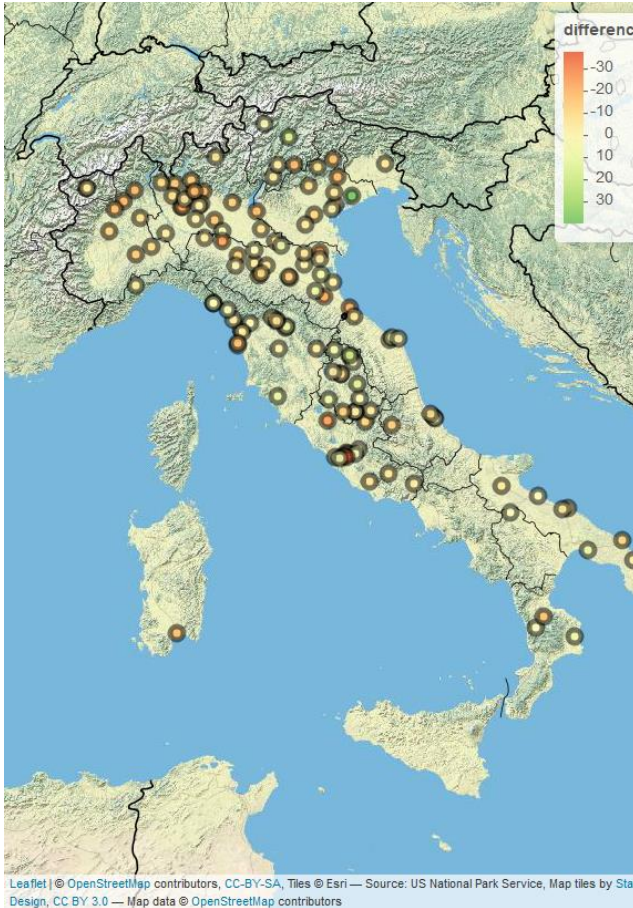 differenc
-30
-20
-10
0
10
20
30
Leaflet | © OpenStreetMap contributors, CC-BY-SA, Tiles © Esri — Source: US National Park Service, Map tiles by Sta
Design, CC BY 3.0 — Map data © OpenStreetMap contributors